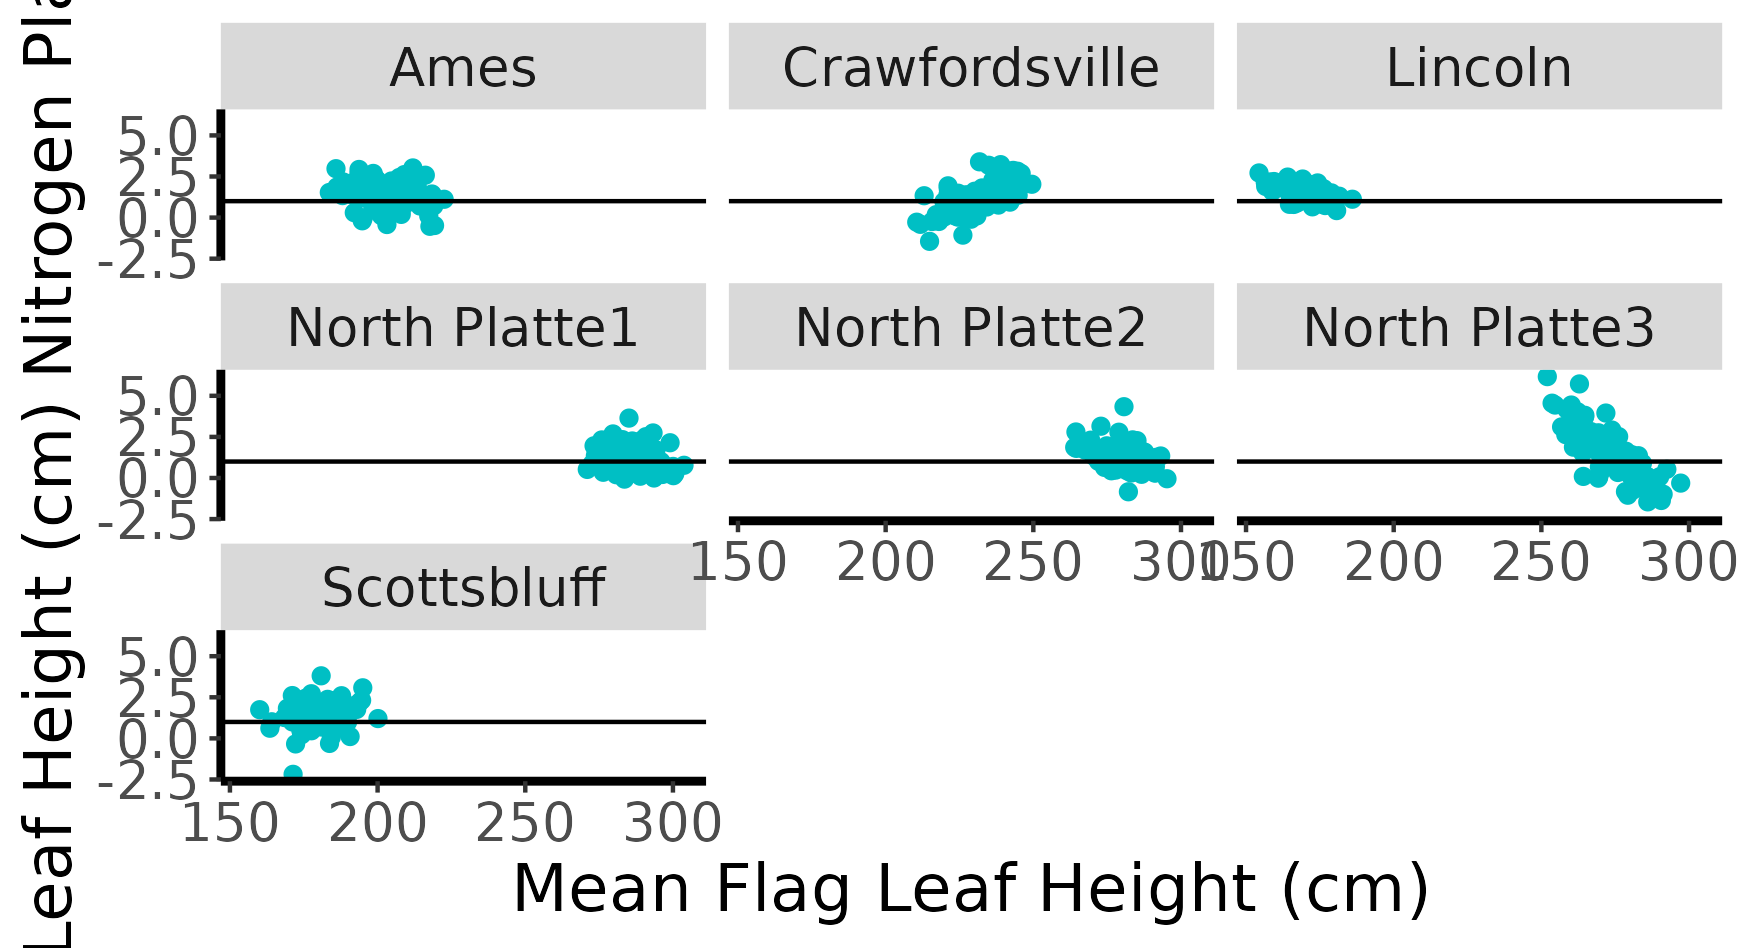 Leaf Height (cm) Nitrogen
Ames
Crawfordsville
Lincoln
5.0
2.5
0.0
-2.5
North Platte1
North Platte2
North Platte3
5.0
2.5
0.0
-2.5
150 200 250 300
150 200 250 300
Scottsbluff
5.0
2.5
0.0
-2.5
150 200 250 300
Mean Flag Leaf Height (cm)